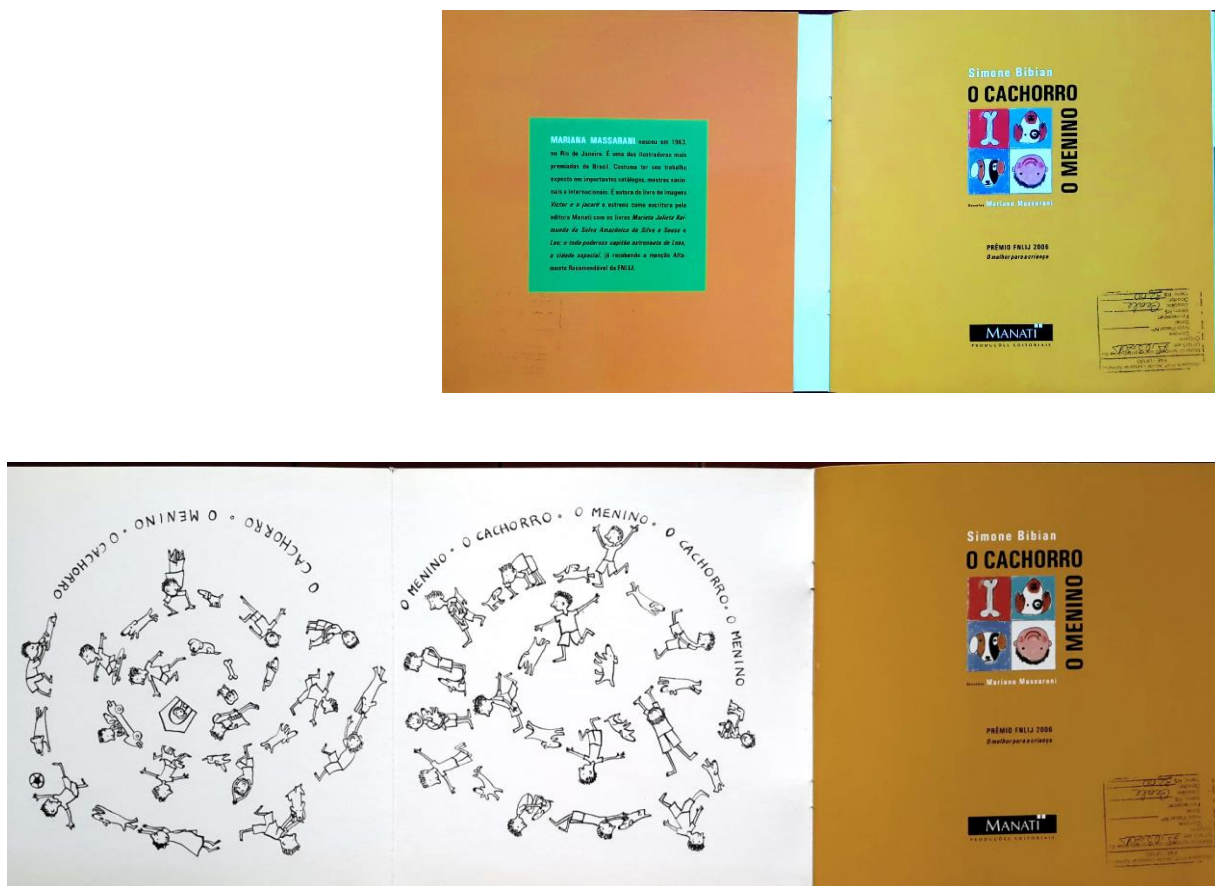 MARIANA MASSARANI nasceu em 1963,
no Rio de Janeiro. É uma das ilustradoras mais
premiadas do Brasil. Costuma ter seu trabalho
exposto em importantes catálogos, mostras nacio-
nais e internacionais. É autora do livro de imagens
Victor e o jacaré e estreou como escritora pela
editora Manati com os livros Marieta Julieta Rai-
munda da Selva Amazônica da Silva e Sousa e
Leo, o todo-poderoso capitão astronauta de Leos,
a cidade espacial, já recebendo a menção Alta-
mente Recomendável da FNLIJ.
Simone Bibian
O CACHORRO
O MENINO
Desenhos Mariana Massarani
PRÊMIO FNLIJ 2006
O melhor para a criança
MANATI
PRODUÇÕES EDITORIAIS
O CACHORRO • O MENINO • O CACHORRO
O MENINO • O CACHORRO • O MENINO • O CACHORRO • O MENINO
Simone Bibian
O CACHORRO
O MENINO
Desenhos Mariana Massarani
PRÊMIO FNLIJ 2006
O melhor para a criança
MANATI
PRODUÇÕES EDITORIAIS